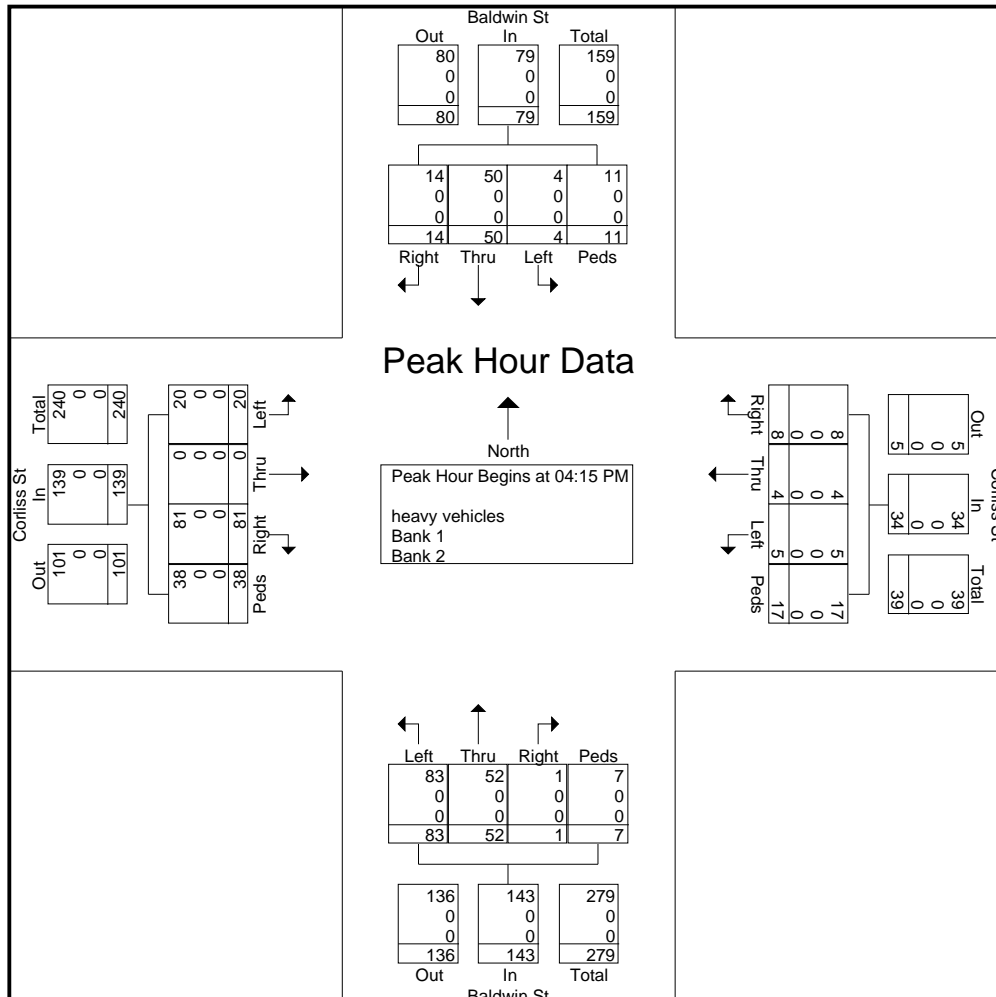 Baldwin St
Out In Total
80 79 159
0 0 0
0 0 0
80 79 159
14 50 4 11
0 0 0 0
0 0 0 0
14 50 4 11
Right Thru Left Peds
Peak Hour Data
North
Peak Hour Begins at 04:15 PM
heavy vehicles
Bank 1
Bank 2
Corliss St
Total In Out
240 139 101
0 0 0
0 0 0
240 139 101
20 0 81 38
0 0 0 0
0 0 0 0
20 0 81 38
Left Thru Right Peds
Right Thru Left Peds
8 4 5 17
0 0 0 0
0 0 0 0
8 4 5 17
5 34 39
0 0 0
0 0 0
5 34 39
Out In Total
Corliss St
Left Thru Right Peds
83 52 1 7
0 0 0 0
0 0 0 0
83 52 1 7
136 143 279
0 0 0
0 0 0
136 143 279
Out In Total
Baldwin St